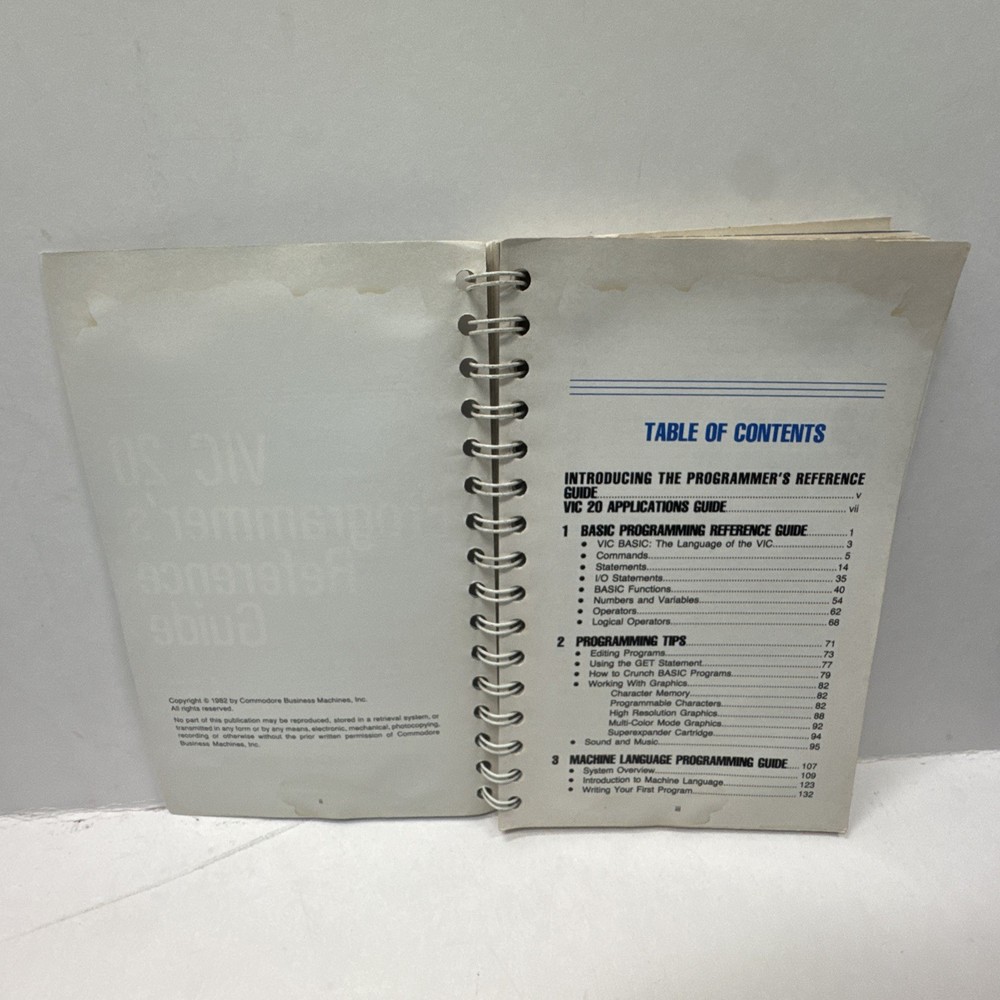 VIC 20
Programmer's
Reference
Guide
Copyright © 1982 by Commodore Business Machines, Inc.
All rights reserved.
No part of this publication may be reproduced, stored in a retrieval system, or
transmitted in any form or by any means, electronic, mechanical, photocopying,
recording or otherwise without the prior written permission of Commodore
Business Machines, Inc.
ii
TABLE OF CONTENTS
INTRODUCING THE PROGRAMMER'S REFERENCE
GUIDE v
VIC 20 APPLICATIONS GUIDE vii
1 BASIC PROGRAMMING REFERENCE GUIDE 1
• VIC BASIC: The Language of the VIC 3
• Commands 5
• Statements 14
• I/O Statements 35
• BASIC Functions 40
• Numbers and Variables 54
• Operators 62
• Logical Operators 68
2 PROGRAMMING TIPS 71
• Editing Programs 73
• Using the GET Statement 77
• How to Crunch BASIC Programs 79
• Working With Graphics 82
Character Memory 82
Programmable Characters 82
High Resolution Graphics 88
Multi-Color Mode Graphics 92
Superexpander Cartridge 94
• Sound and Music 95
3 MACHINE LANGUAGE PROGRAMMING GUIDE 107
• System Overview 109
• Introduction to Machine Language 123
• Writing Your First Program 132
iii